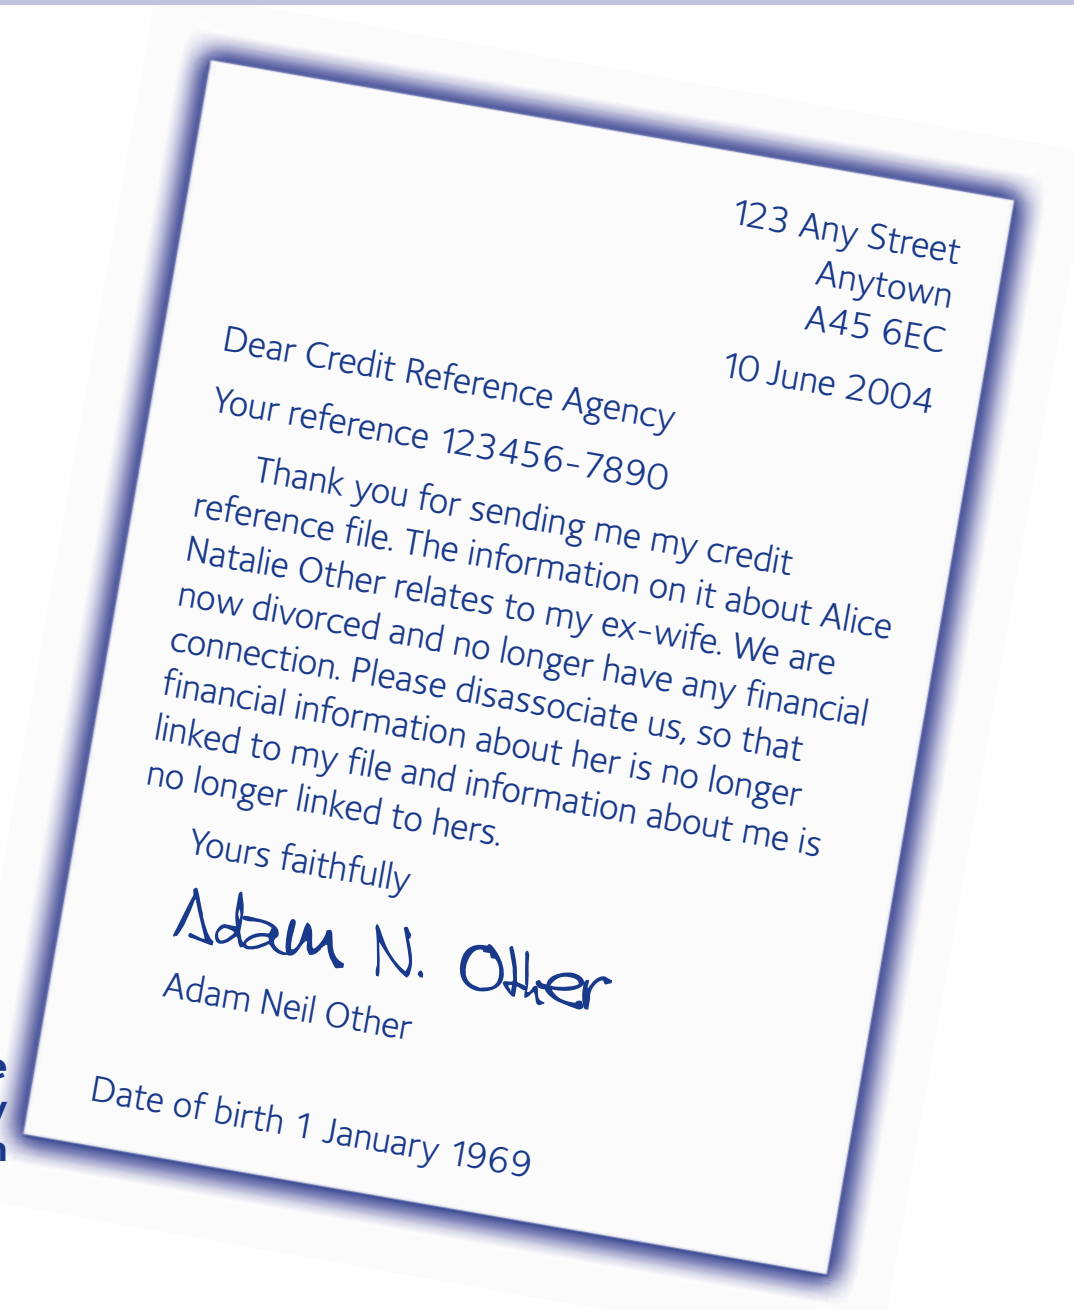 123 Any Street
Anytown
A45 6EC
10 June 2004
Dear Credit Reference Agency
Your reference 123456-7890
Thank you for sending me my credit
reference file. The information on it about Alice
Natalie Other relates to my ex-wife. We are
now divorced and no longer have any financial
connection. Please disassociate us, so that
financial information about her is no longer
linked to my file and information about me is
no longer linked to hers.
Yours faithfully
Adam N. Other
Adam Neil Other
Date of birth 1 January 1969